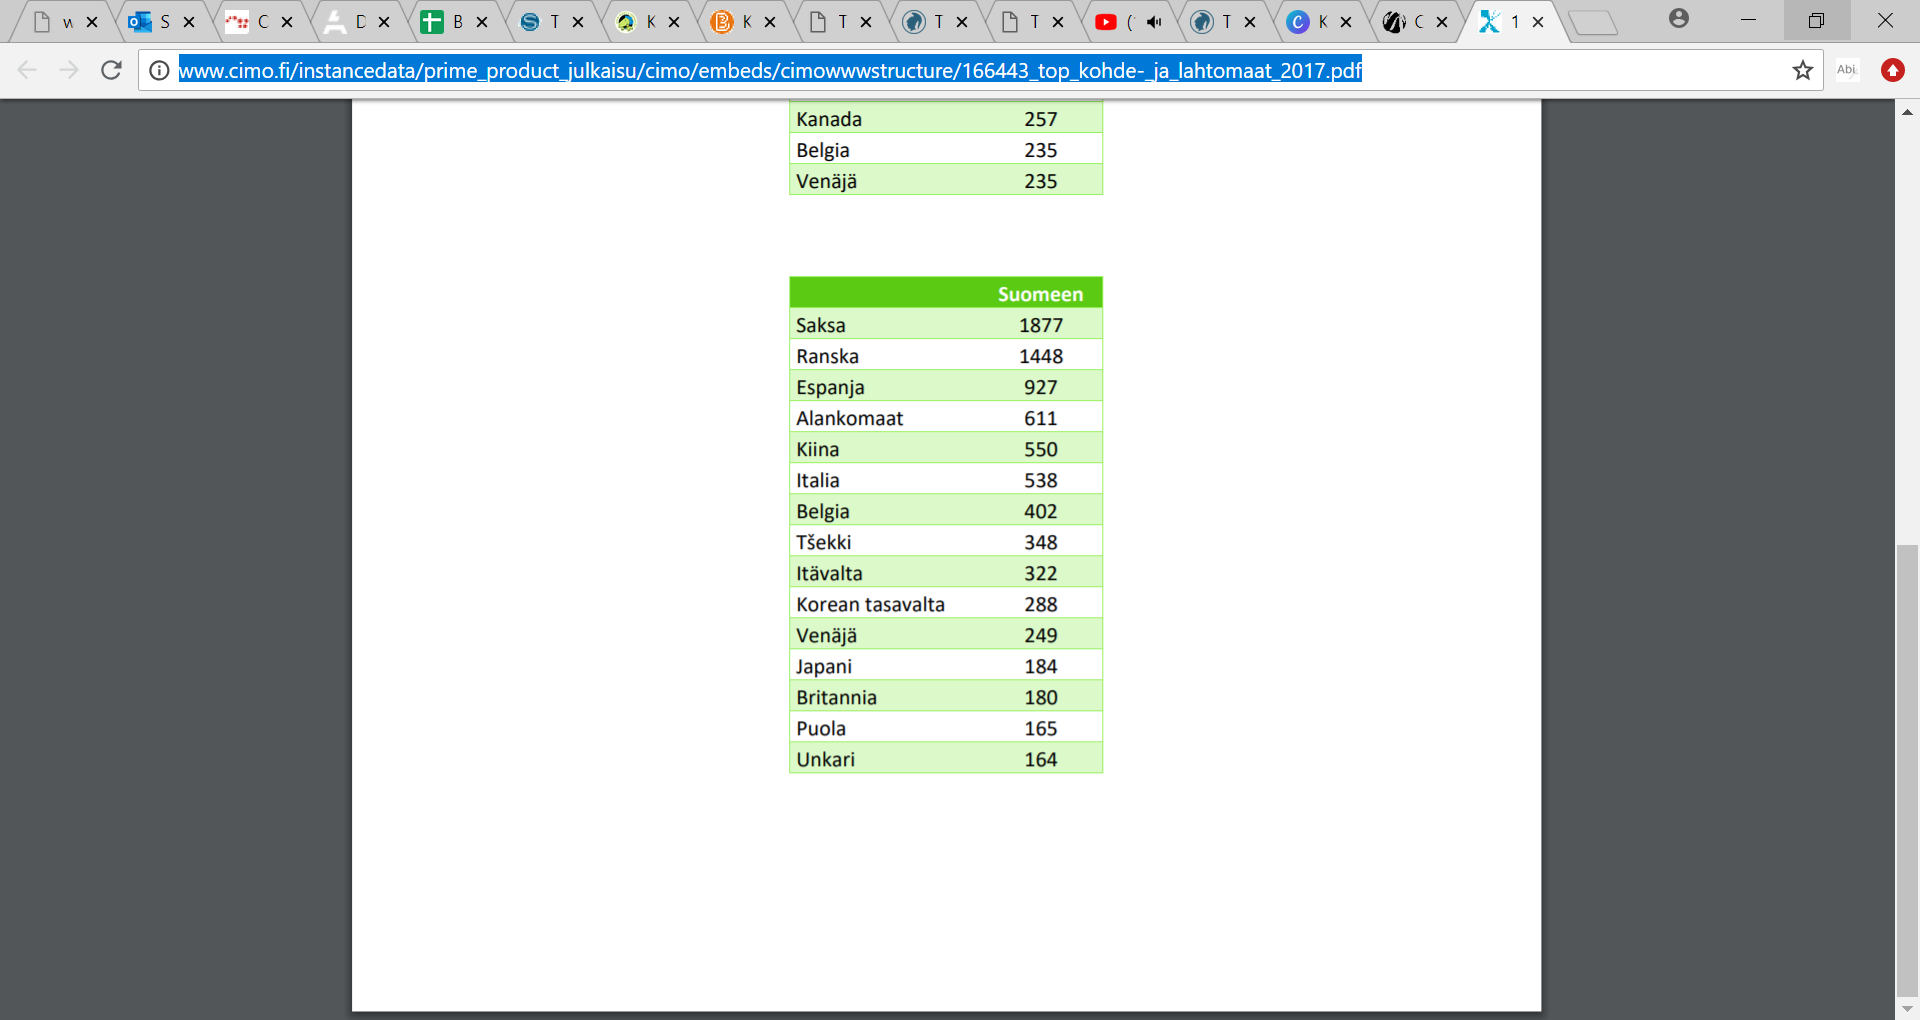 w S C D B T K K T T T ( T K C 1
www.cimo.fi/instancedata/prime_product_julkaisu/cimo/embeds/cimowwwstructure/166443_top_kohde-_ja_lahtomaat_2017.pdf
Abi
Kanada 257
Belgia 235
Venäjä 235
Suomeen
Saksa 1877
Ranska 1448
Espanja 927
Alankomaat 611
Kiina 550
Italia 538
Belgia 402
Tšekki 348
Itävalta 322
Korean tasavalta 288
Venäjä 249
Japani 184
Britannia 180
Puola 165
Unkari 164